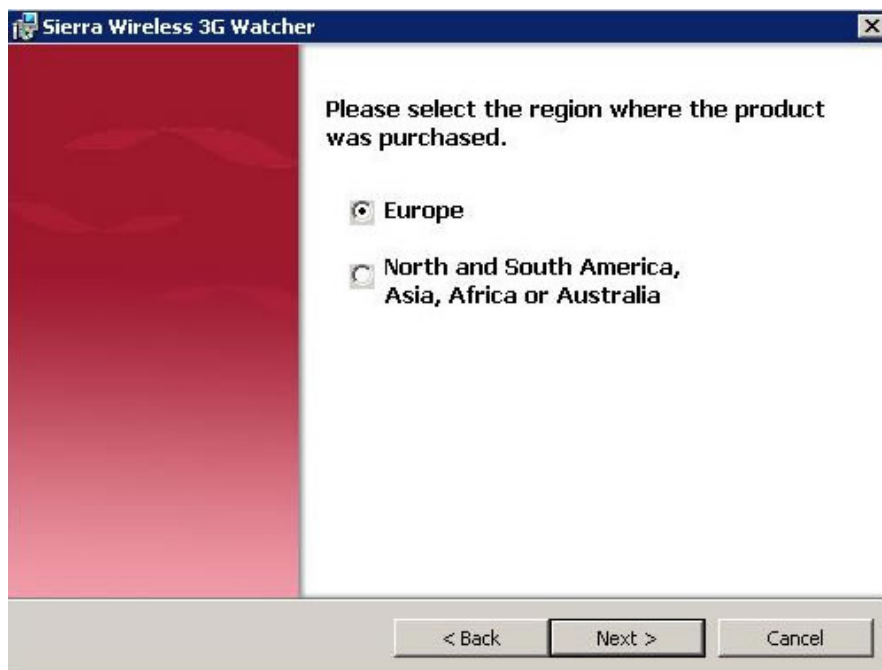 Sierra Wireless 3G Watcher
Please select the region where the product
was purchased.
Europe
North and South America,
Asia, Africa or Australia
< Back
Next >
Cancel